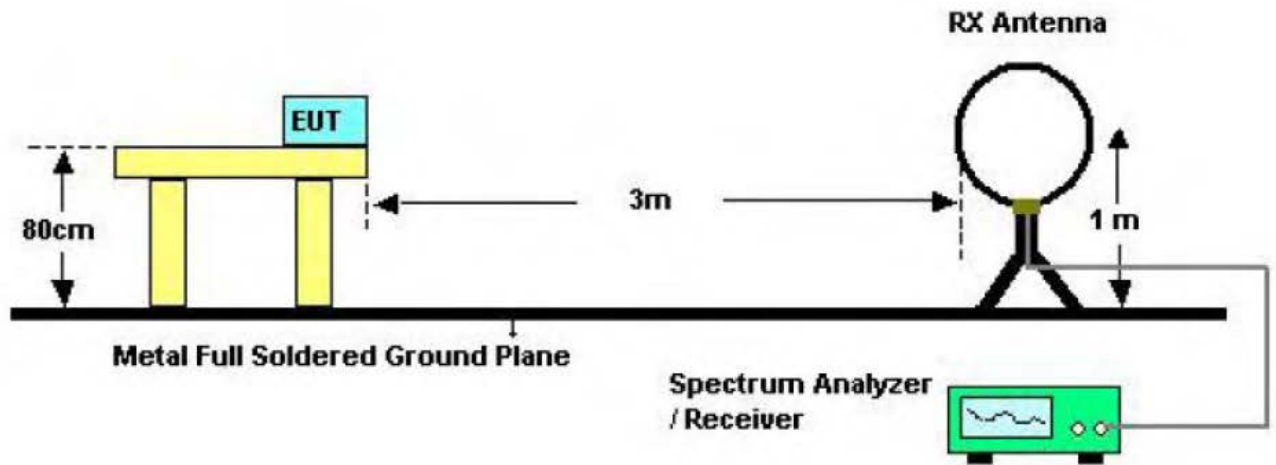 RX Antenna
EUT
80cm
3m
1 m
Metal Full Soldered Ground Plane
Spectrum Analyzer
/ Receiver